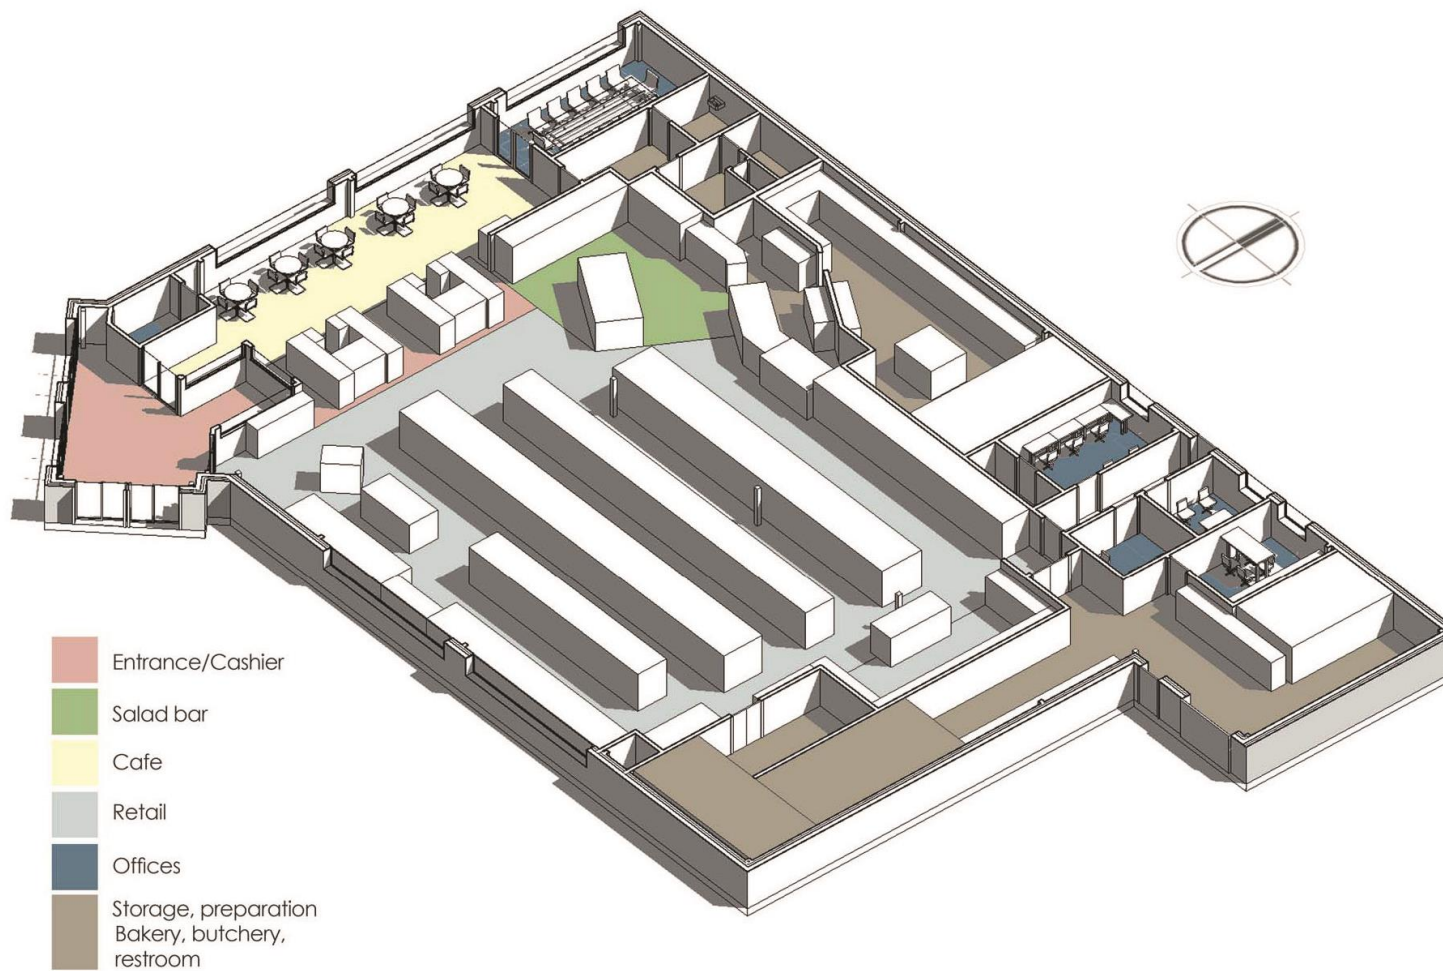 Entrance/Cashier
Salad bar
Cafe
Retail
Offices
Storage, preparation
Bakery, butchery,
restroom